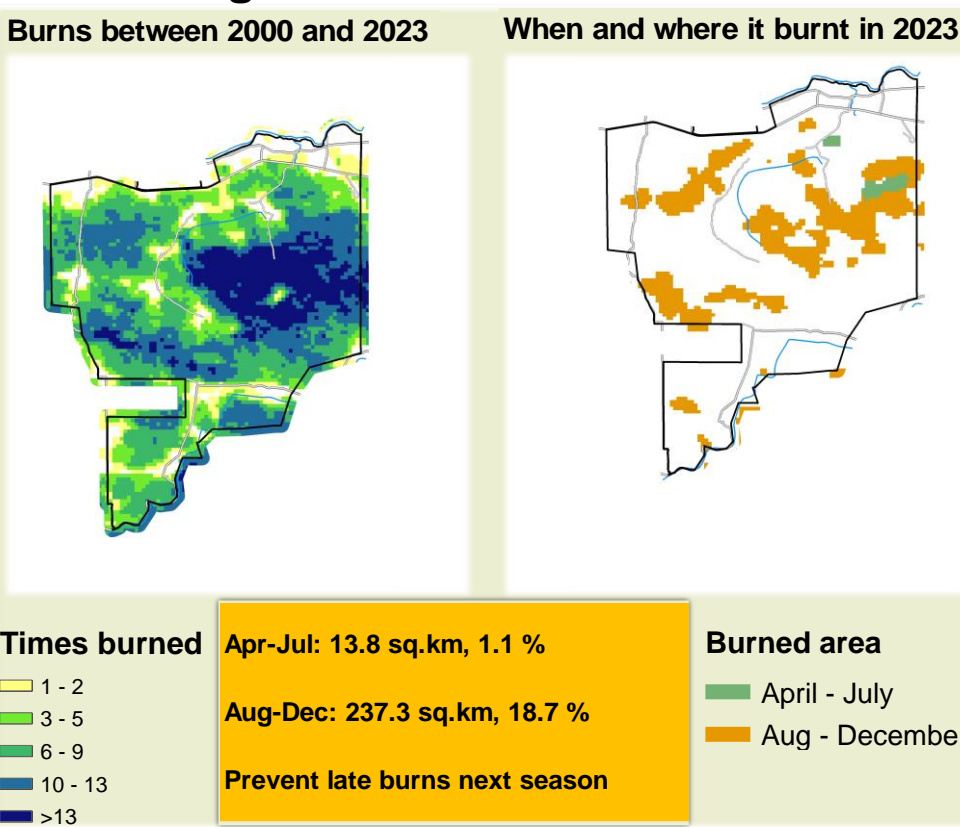 Burns between 2000 and 2023
When and where it burnt in 2023
Times burned
1 - 2
3 - 5
6 - 9
10 - 13
>13
Apr-Jul: 13.8 sq.km, 1.1 %
Aug-Dec: 237.3 sq.km, 18.7 %
Prevent late burns next season
Burned area
April - July
Aug - Decembe